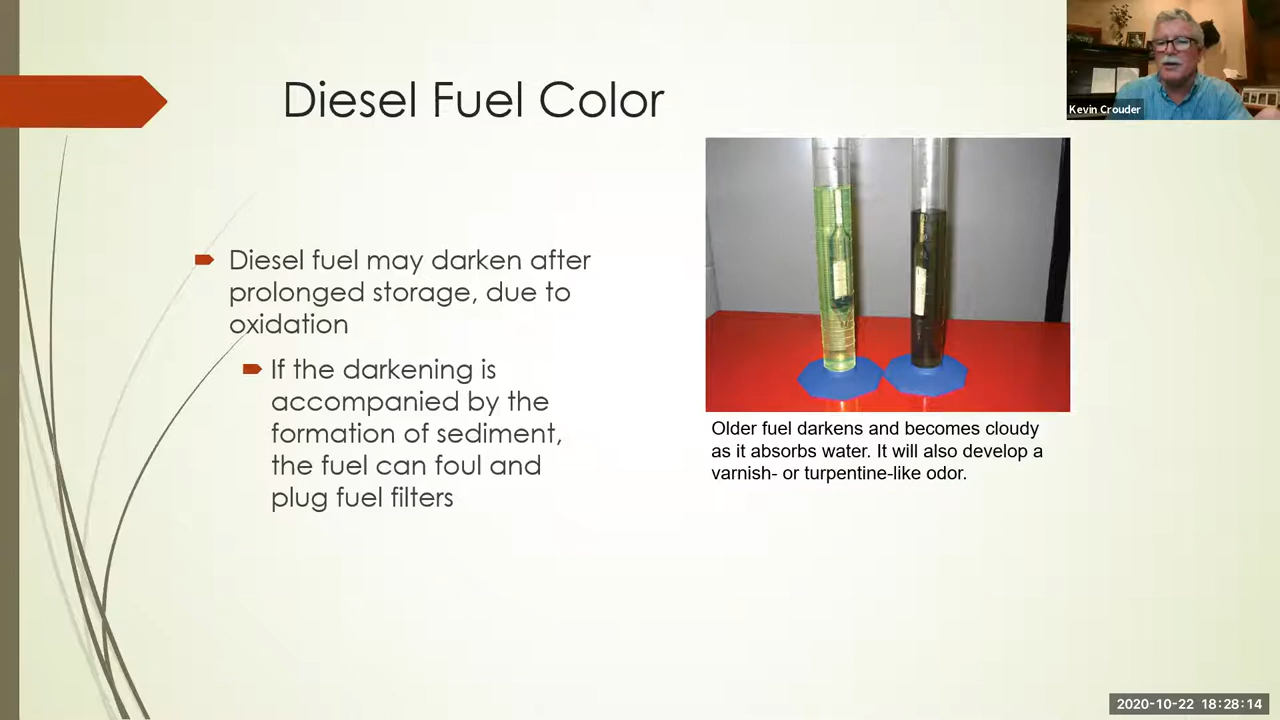 Diesel Fuel Color
Kevin Crouder
Diesel fuel may darken after
prolonged storage, due to
oxidation
If the darkening is
accompanied by the
formation of sediment,
the fuel can foul and
plug fuel filters
Older fuel darkens and becomes cloudy
as it absorbs water. It will also develop a
varnish- or turpentine-like odor.
2020-10-22 18:28:14